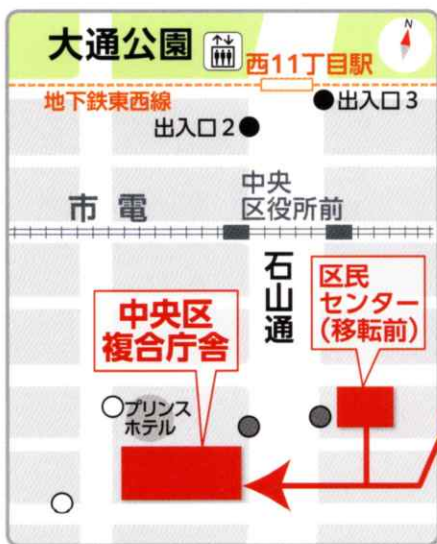 大通公園
N
西11丁目駅
地下鉄東西線
出入口3
出入口2
中央
区役所前
市電
石山通
区民
センター
(移転前)
中央区
複合庁舎
プリンス
ホテル